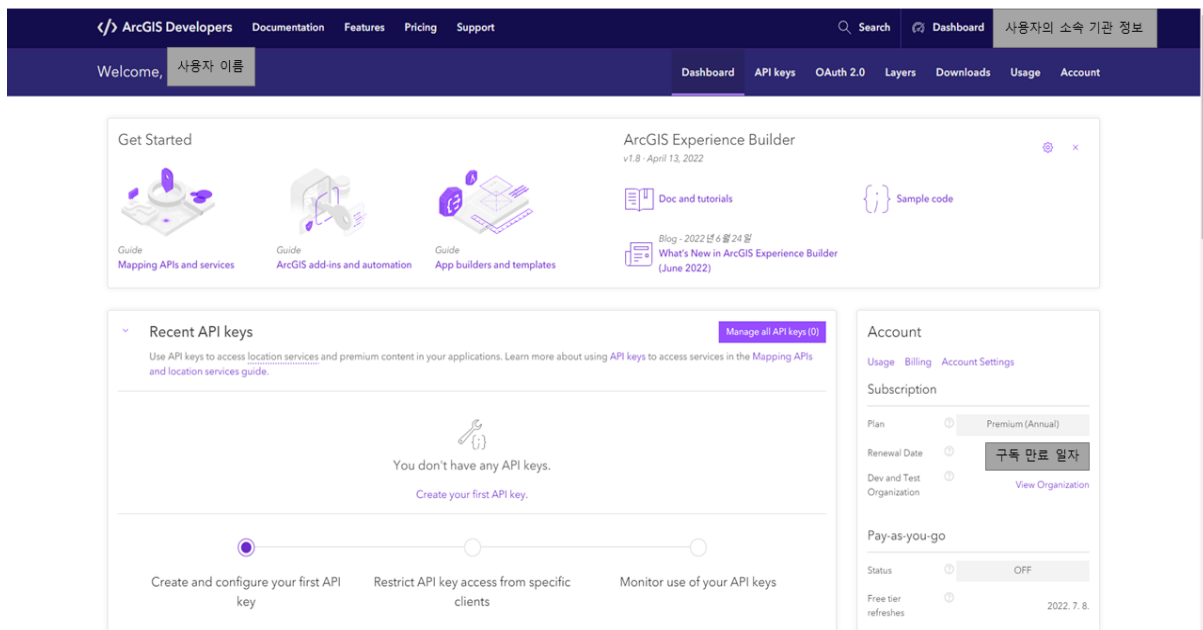 </> ArcGIS Developers Documentation Features Pricing Support Search Dashboard 사용자의 소속 기관 정보
Welcome, 사용자 이름 Dashboard API keys OAuth 2.0 Layers Downloads Usage Account
Get Started
Guide
Mapping APIs and services
Guide
ArcGIS add-ins and automation
Guide
App builders and templates
ArcGIS Experience Builder
v1.8 · April 13, 2022
Doc and tutorials
Sample code
Blog - 2022년 6월 24일
What's New in ArcGIS Experience Builder
(June 2022)
Recent API keys
Manage all API keys (0)
Use API keys to access location services and premium content in your applications. Learn more about using API keys to access services in the Mapping APIs
and location services guide.
You don't have any API keys.
Create your first API key.
Create and configure your first API
key
Restrict API key access from specific
clients
Monitor use of your API keys
Account
Usage Billing Account Settings
Subscription
Plan Premium (Annual)
Renewal Date 구독 만료 일자
Dev and Test
Organization
View Organization
Pay-as-you-go
Status OFF
Free tier
refreshes
2022. 7. 8.